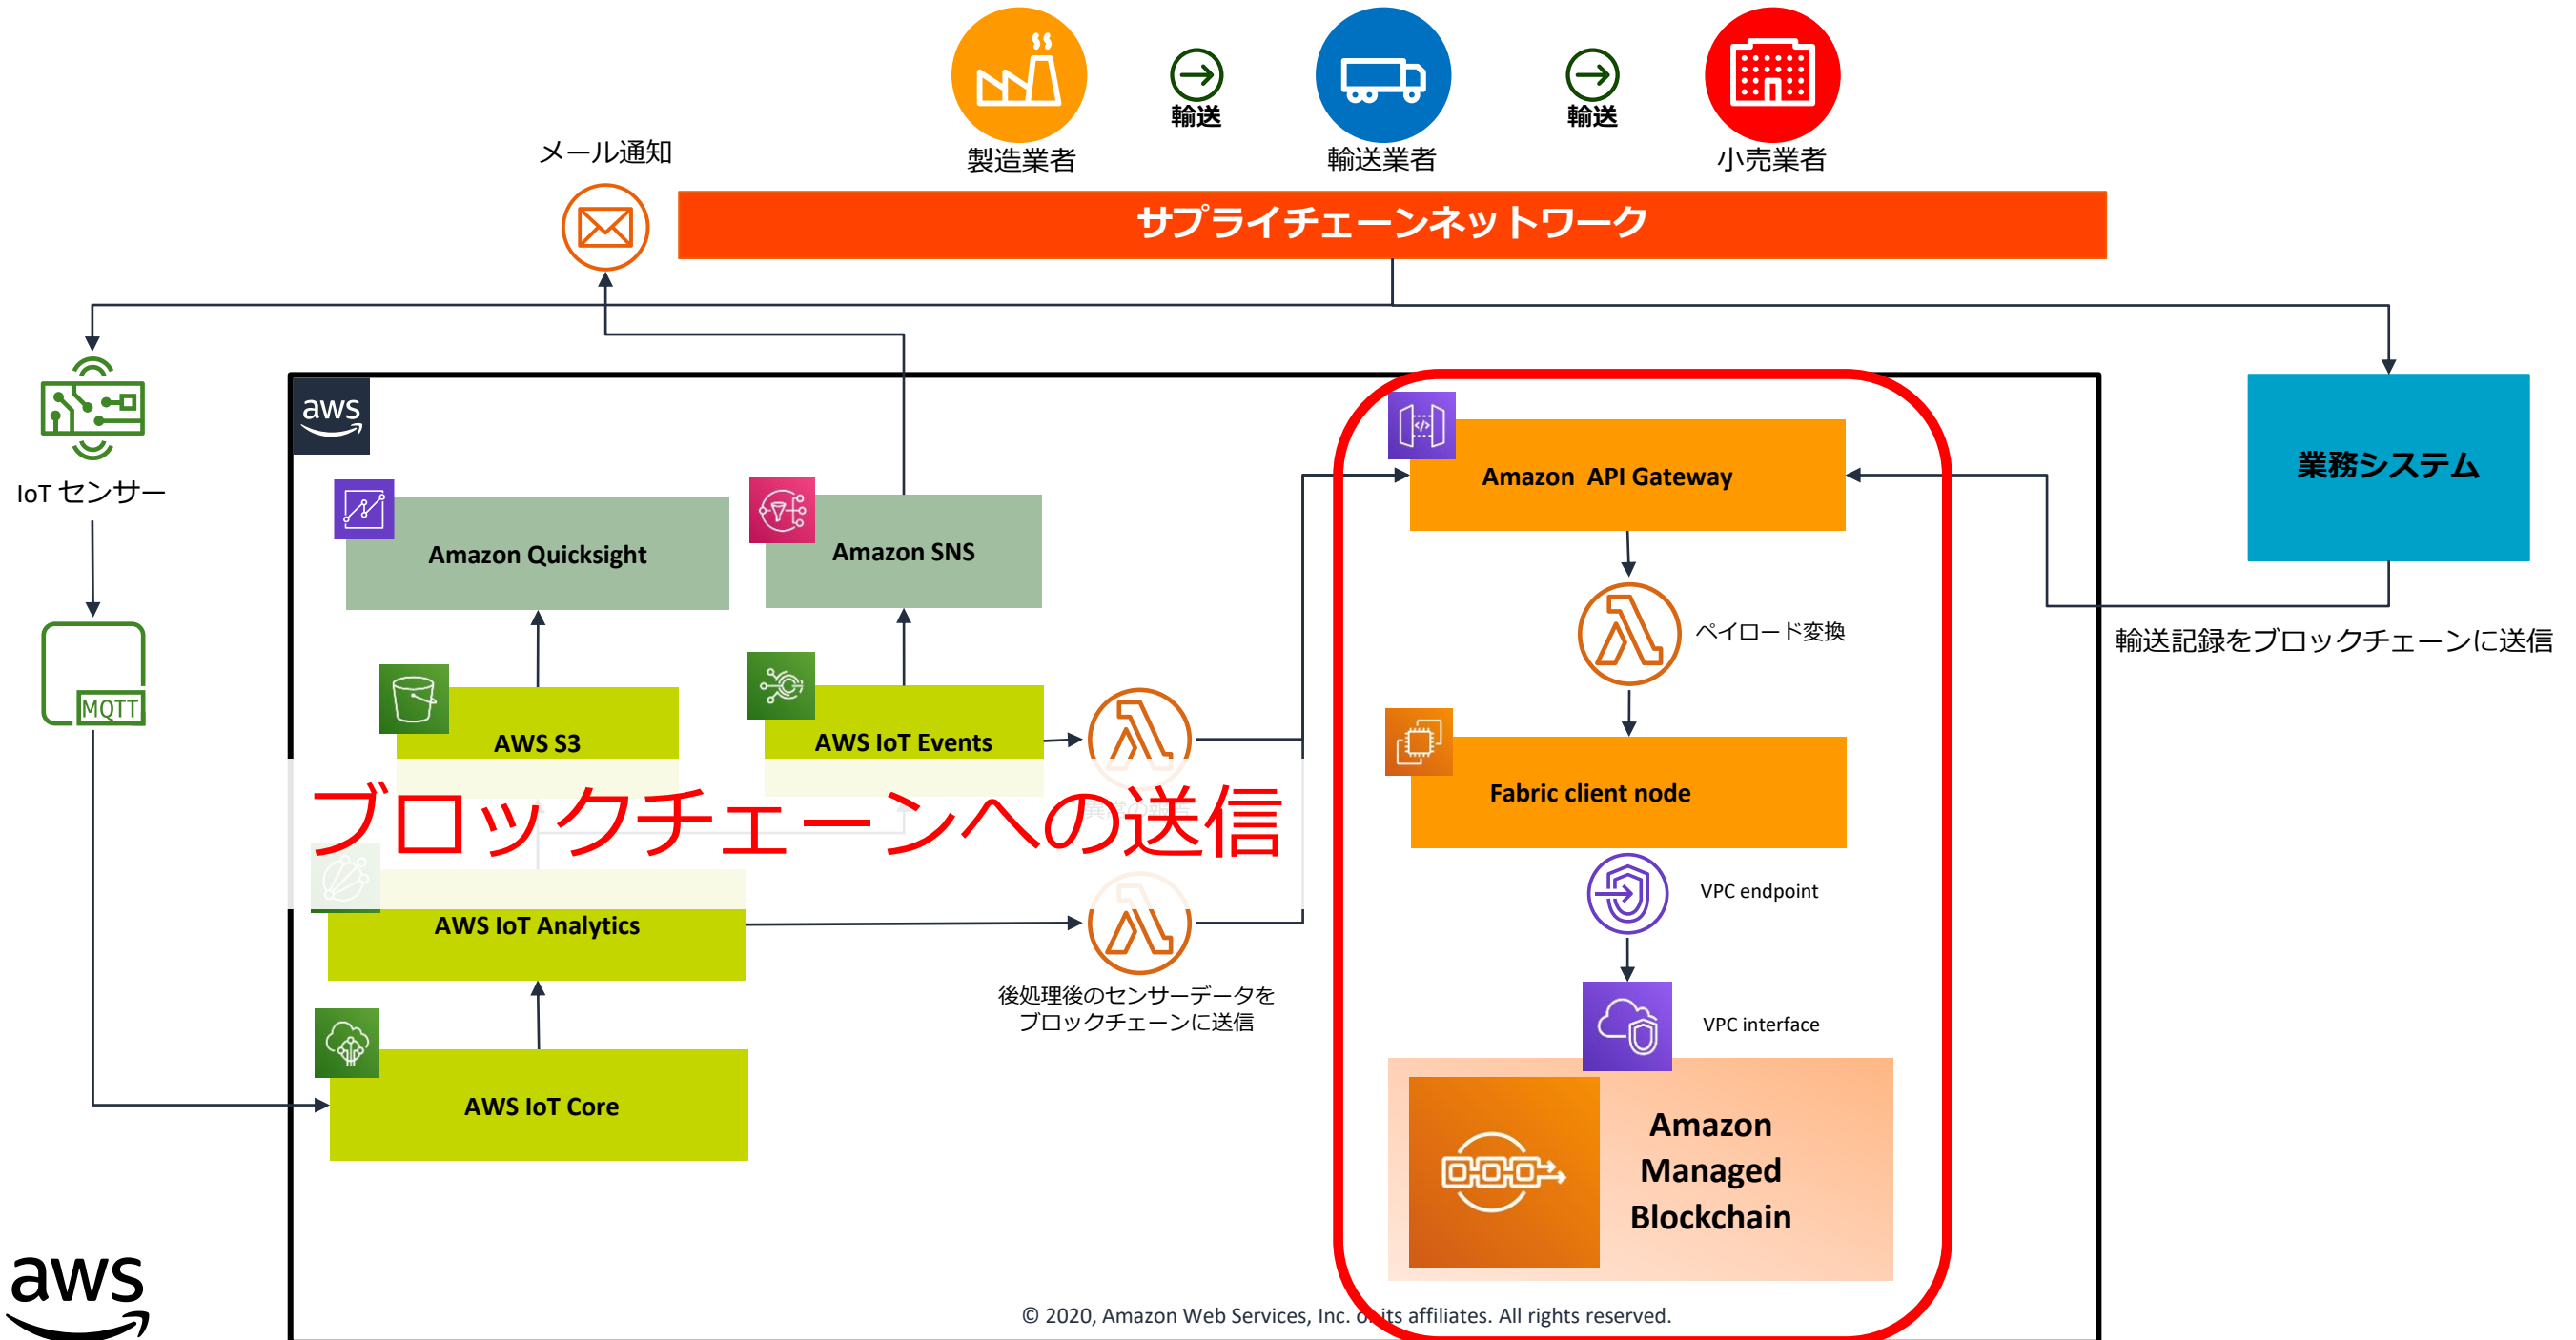 輸送
輸送
製造業者
輸送業者
小売業者
メール通知
サプライチェーンネットワーク
IoT センサー
MQTT
aws
Amazon Quicksight
Amazon SNS
Amazon API Gateway
業務システム
ペイロード変換
輸送記録をブロックチェーンに送信
AWS S3
AWS IoT Events
Fabric client node
ブロックチェーンへの送信
VPC endpoint
AWS IoT Analytics
後処理後のセンサーデータを
ブロックチェーンに送信
VPC interface
AWS IoT Core
Amazon
Managed
Blockchain
aws
© 2020, Amazon Web Services, Inc. or its affiliates. All rights reserved.